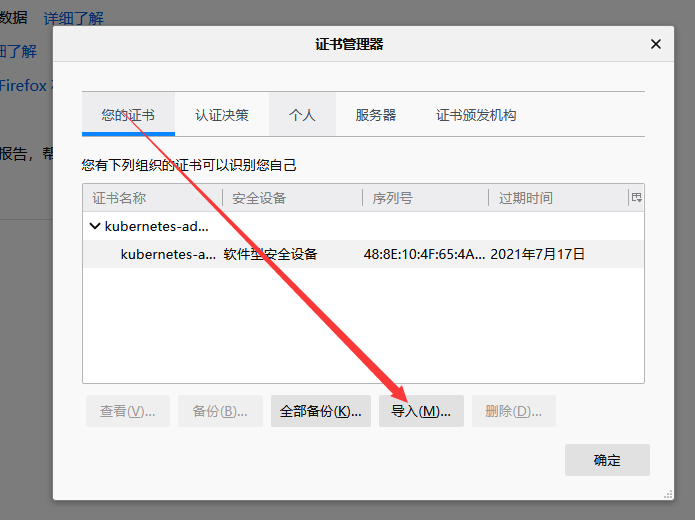 数据 详细了解
证书管理器
细了解
Firefox
您的证书 认证决策 个人 服务器 证书颁发机构
报告，帮
您有下列组织的证书可以识别您自己
证书名称 安全设备 序列号 过期时间
kubernetes-ad...
kubernetes-a... 软件型安全设备 48:8E:10:4F:65:4A... 2021年7月17日
查看(V)... 备份(B)... 全部备份(K)... 导入(M)... 删除(D)...
确定